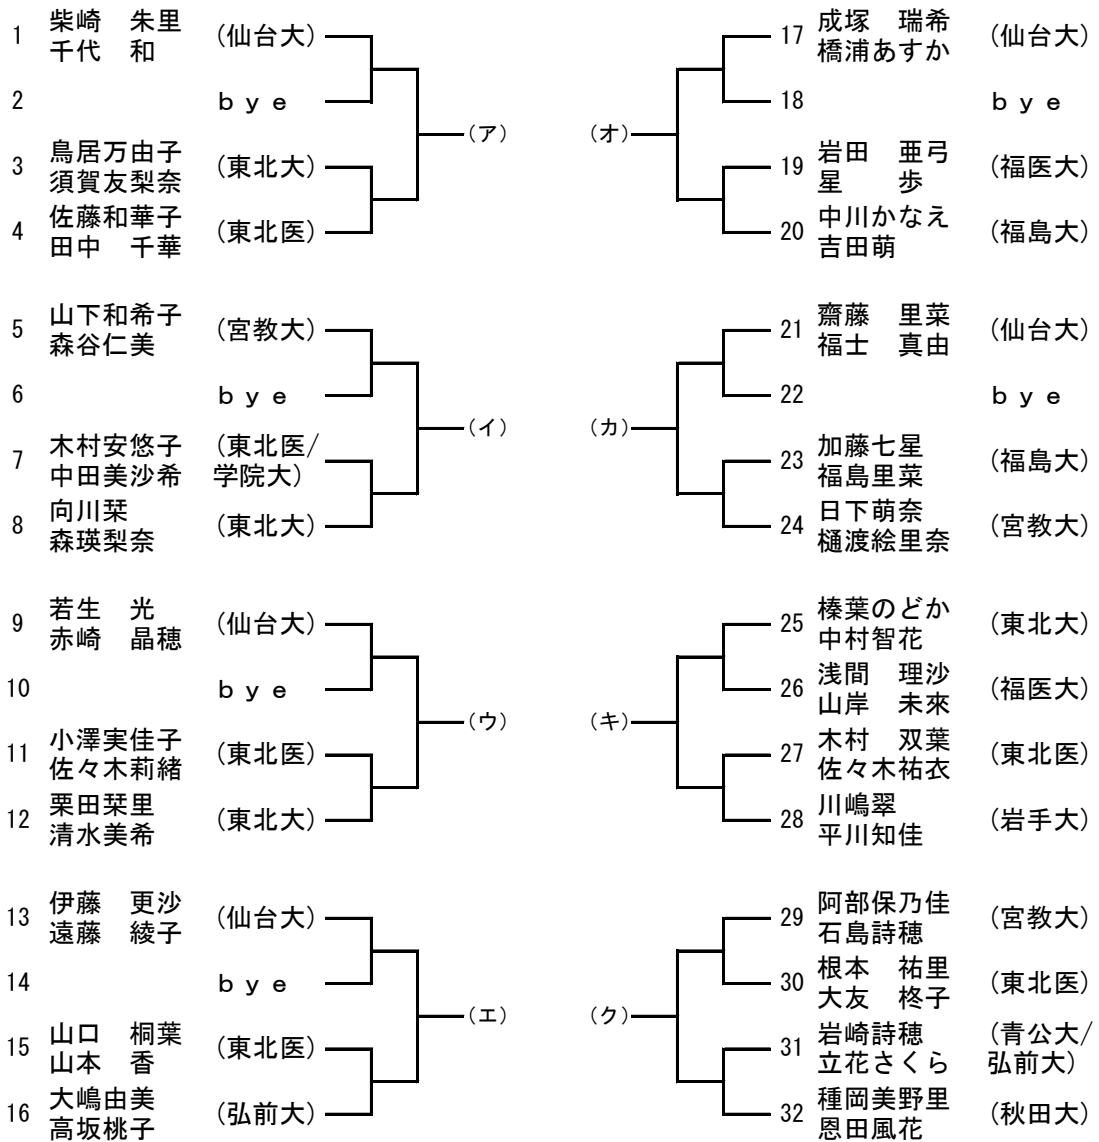 1 柴崎　朱里 (仙台大)
千代　和
2 ｂｙｅ
3 鳥居万由子 (東北大)
須賀友梨奈
4 佐藤和華子 (東北医)
田中　千華
(ア)
5 山下和希子 (宮教大)
森谷仁美
6 ｂｙｅ
7 木村安悠子 (東北医/
中田美沙希 学院大)
8 向川栞 (東北大)
森瑛梨奈
(イ)
9 若生　光 (仙台大)
赤崎　晶穂
10 ｂｙｅ
11 小澤実佳子 (東北医)
佐々木莉緒
12 栗田栞里 (東北大)
清水美希
(ウ)
13 伊藤　更沙 (仙台大)
遠藤　綾子
14 ｂｙｅ
15 山口　桐葉 (東北医)
山本　香
16 大嶋由美 (弘前大)
高坂桃子
(エ)
17 成塚　瑞希 (仙台大)
橋浦あすか
18 ｂｙｅ
19 岩田　亜弓 (福医大)
星　　歩
20 中川かなえ (福島大)
吉田萌
(オ)
21 齋藤　里菜 (仙台大)
福士　真由
22 ｂｙｅ
23 加藤七星 (福島大)
福島里菜
24 日下萌奈 (宮教大)
樋渡絵里奈
(カ)
25 榛葉のどか (東北大)
中村智花
26 浅間　理沙 (福医大)
山岸　未來
27 木村　双葉 (東北医)
佐々木祐衣
28 川嶋翠 (岩手大)
平川知佳
(キ)
29 阿部保乃佳 (宮教大)
石島詩穂
30 根本　祐里 (東北医)
大友　柊子
31 岩崎詩穂 (青公大/
立花さくら 弘前大)
32 種岡美野里 (秋田大)
恩田風花
(ク)